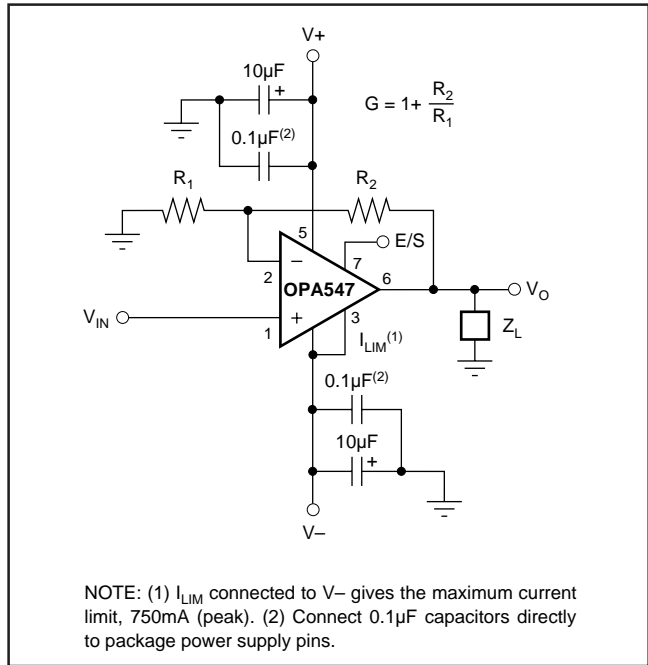 V+
10µF
+
G = 1+ R2
R1
0.1µF(2)
R1
R2
5
E/S
–
7
2
OPA547
6
VO
VIN
+
1
3
ILIM(1)
ZL
0.1µF(2)
10µF
+
V–
NOTE: (1) ILIM connected to V– gives the maximum current
limit, 750mA (peak). (2) Connect 0.1µF capacitors directly
to package power supply pins.